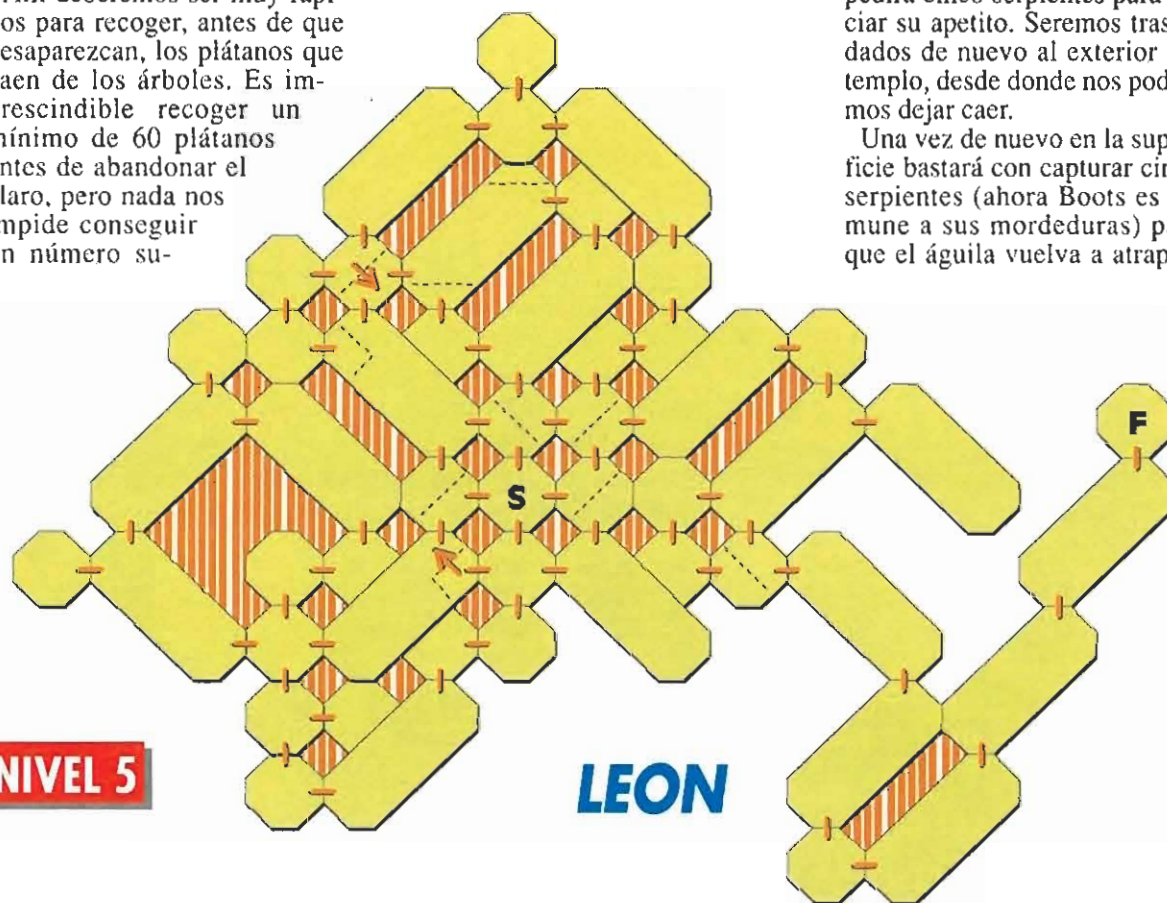 os para recoger, antes de que
esaparezcan, los plátanos que
aen de los árboles. Es im-
rescindible recoger un
nínimo de 60 plátanos
ntes de abandonar el
laro, pero nada nos
mpide conseguir
n número su-
ciar su apetito. Seremos tras
dados de nuevo al exterior
templo, desde donde nos pod
mos dejar caer.
Una vez de nuevo en la sup
ficie bastará con capturar cin
serpientes (ahora Boots es
mune a sus mordeduras) pa
que el águila vuelva a atrap
F
S
NIVEL 5
LEON